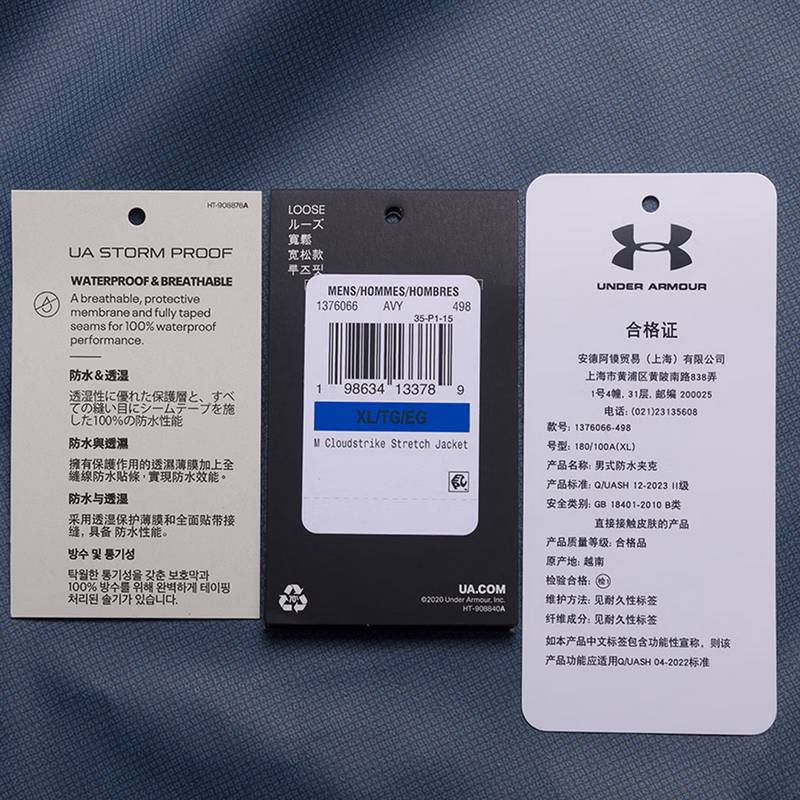 HT-908876A
UA STORM PROOF
WATERPROOF & BREATHABLE
A breathable, protective
membrane and fully taped
seams for 100% waterproof
performance.
防水&透湿
透湿性に優れた保護層と、すべ
ての縫い目にシームテープを施
した100%の防水性能
防水與透濕
擁有保護作用的透濕薄膜加上全
縫線防水貼條，實現防水效能。
防水与透湿
采用透湿保护薄膜和全面贴带接
缝，具备 防水性能。
방수 및 통기성
탁월한 통기성을 갖춘 보호막과
100% 방수를 위해 완벽하게 테이핑
처리된 솔기가 있습니다.
LOOSE
ルーズ
寬鬆
宽松款
루즈핏
MENS/HOMMES/HOMBRES
1376066 AVY 498
35-P1-15
1 98634 13378 9
XL/TG/EG
M Cloudstrike Stretch Jacket
70%
UA.COM
©2020 Under Armour, Inc.
HT-908840A
UNDER ARMOUR
合格证
安德阿镆贸易（上海）有限公司
上海市黄浦区黄陂南路838弄
1号4幢, 31层, 邮编 200025
电话: (021)23135608
款号: 1376066-498
号型: 180/100A(XL)
产品名称: 男式防水夹克
产品标准: Q/UASH 12-2023 II级
安全类别: GB 18401-2010 B类
直接接触皮肤的产品
产品质量等级: 合格品
原产地: 越南
检验合格: 检1
维护方法: 见耐久性标签
纤维成分: 见耐久性标签
如本产品中文标签包含功能性宣称，则该
产品功能应适用Q/UASH 04-2022标准